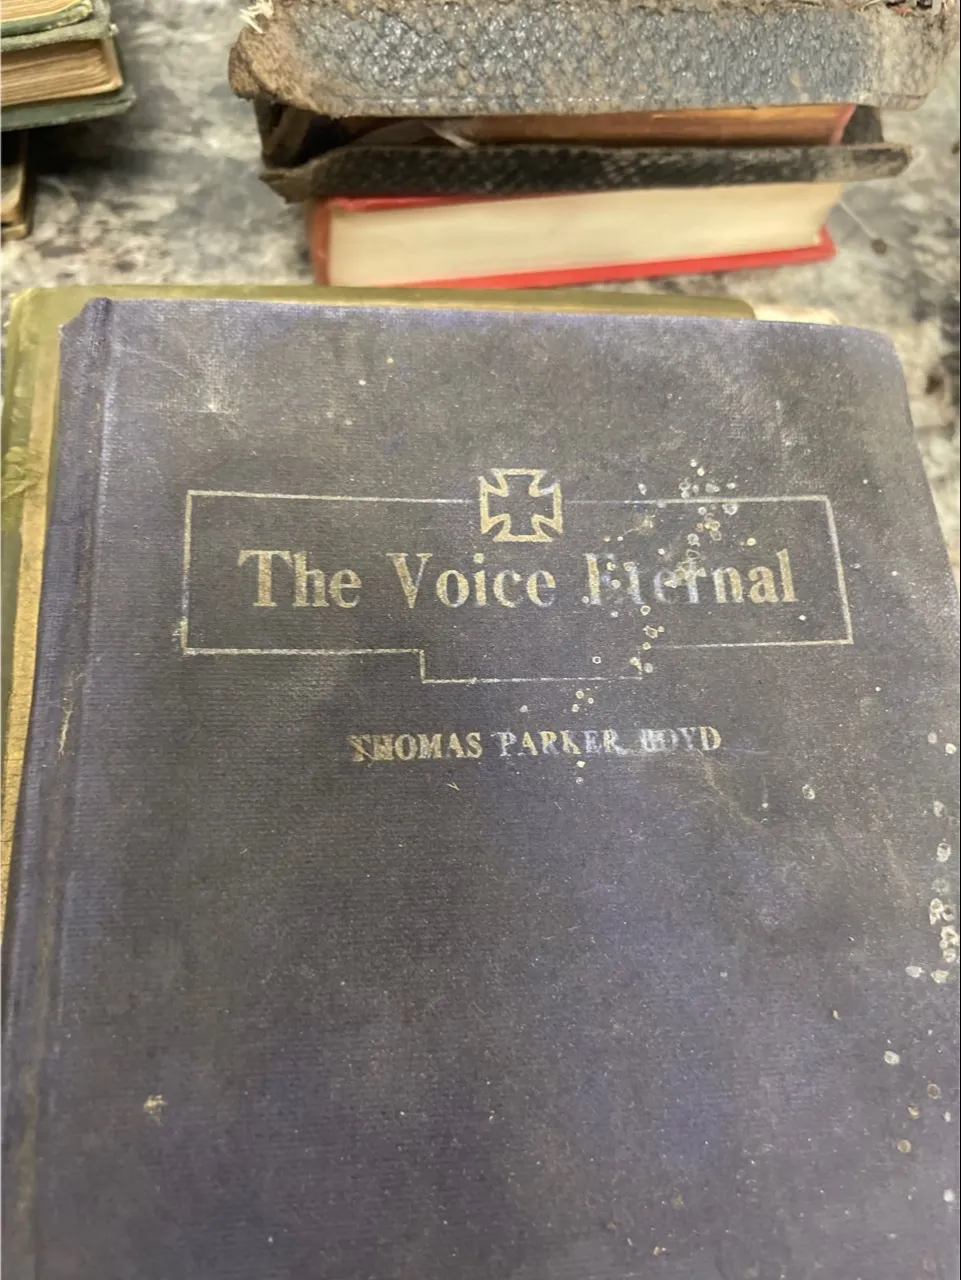 The Voice Eternal
THOMAS PARKER BOYD